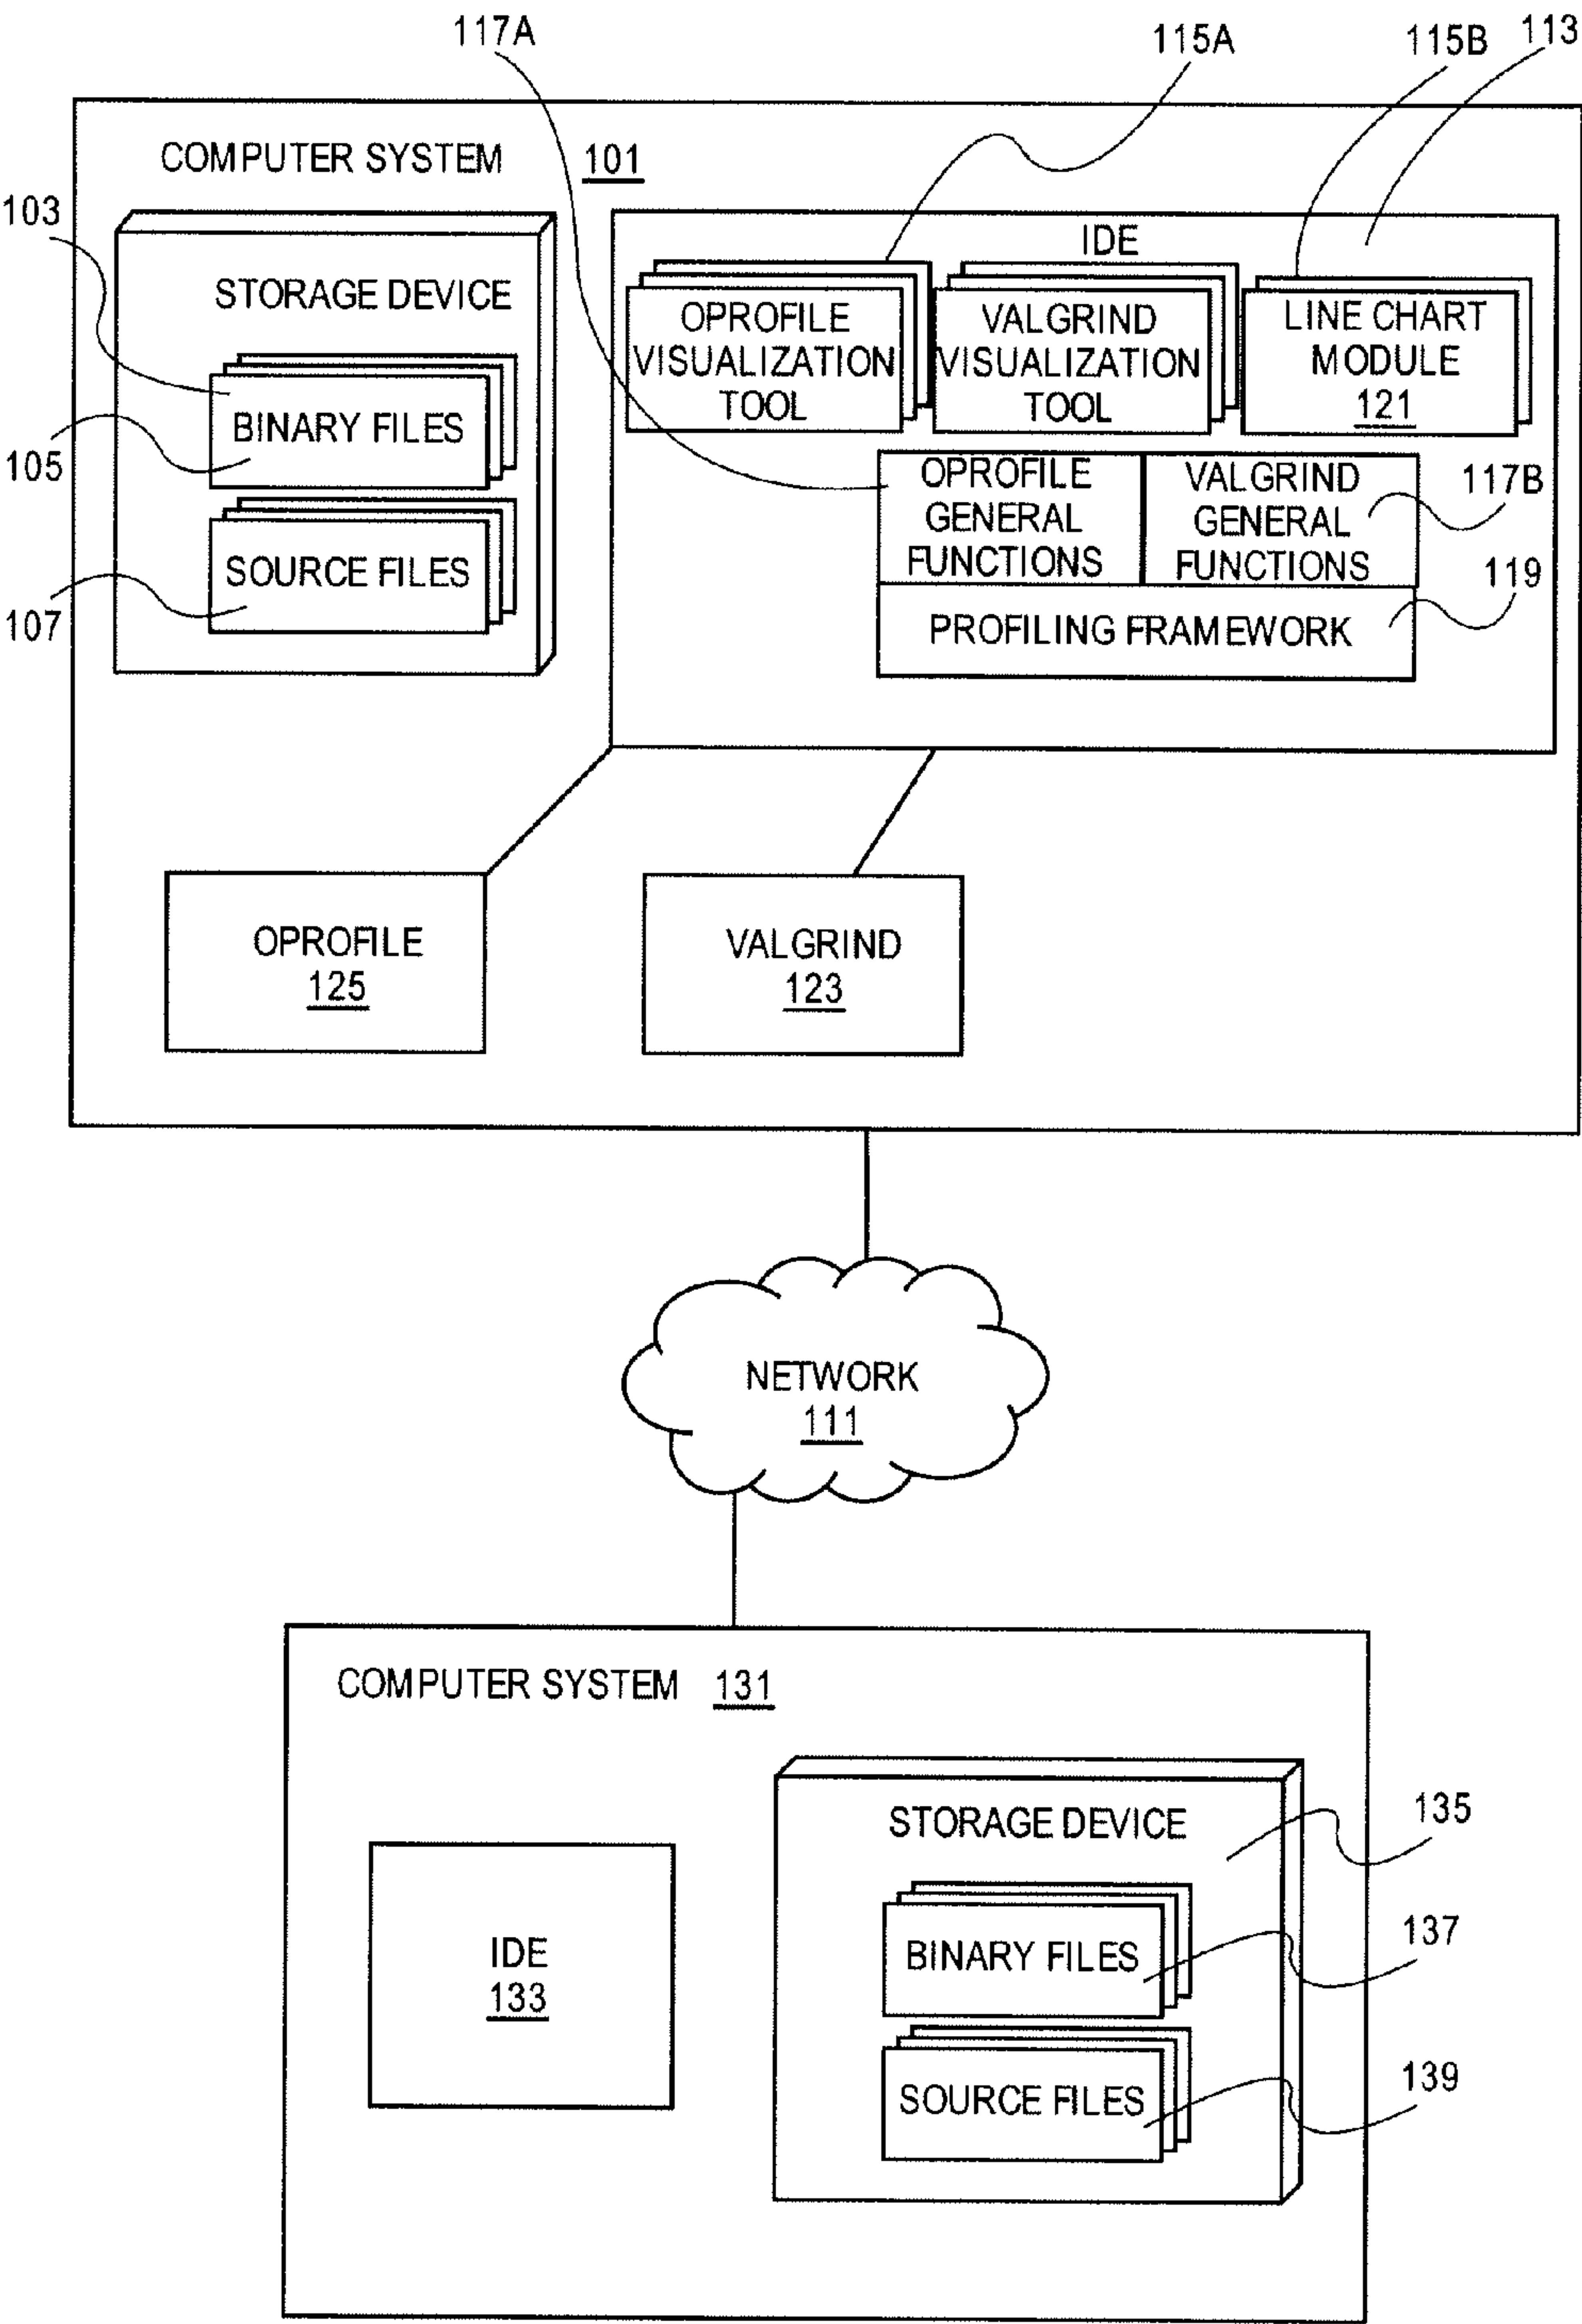 117A
115A
115B
113
COMPUTER SYSTEM 101
103
STORAGE DEVICE
BINARY FILES
105
SOURCE FILES
107
IDE
OPROFILE
VISUALIZATION
TOOL
VALGRIND
VISUALIZATION
TOOL
LINE CHART
MODULE
121
OPROFILE
GENERAL
FUNCTIONS
VALGRIND
GENERAL
FUNCTIONS
117B
119
PROFILING FRAMEWORK
OPROFILE
125
VALGRIND
123
NETWORK
111
COMPUTER SYSTEM 131
IDE
133
STORAGE DEVICE
135
BINARY FILES
137
SOURCE FILES
139